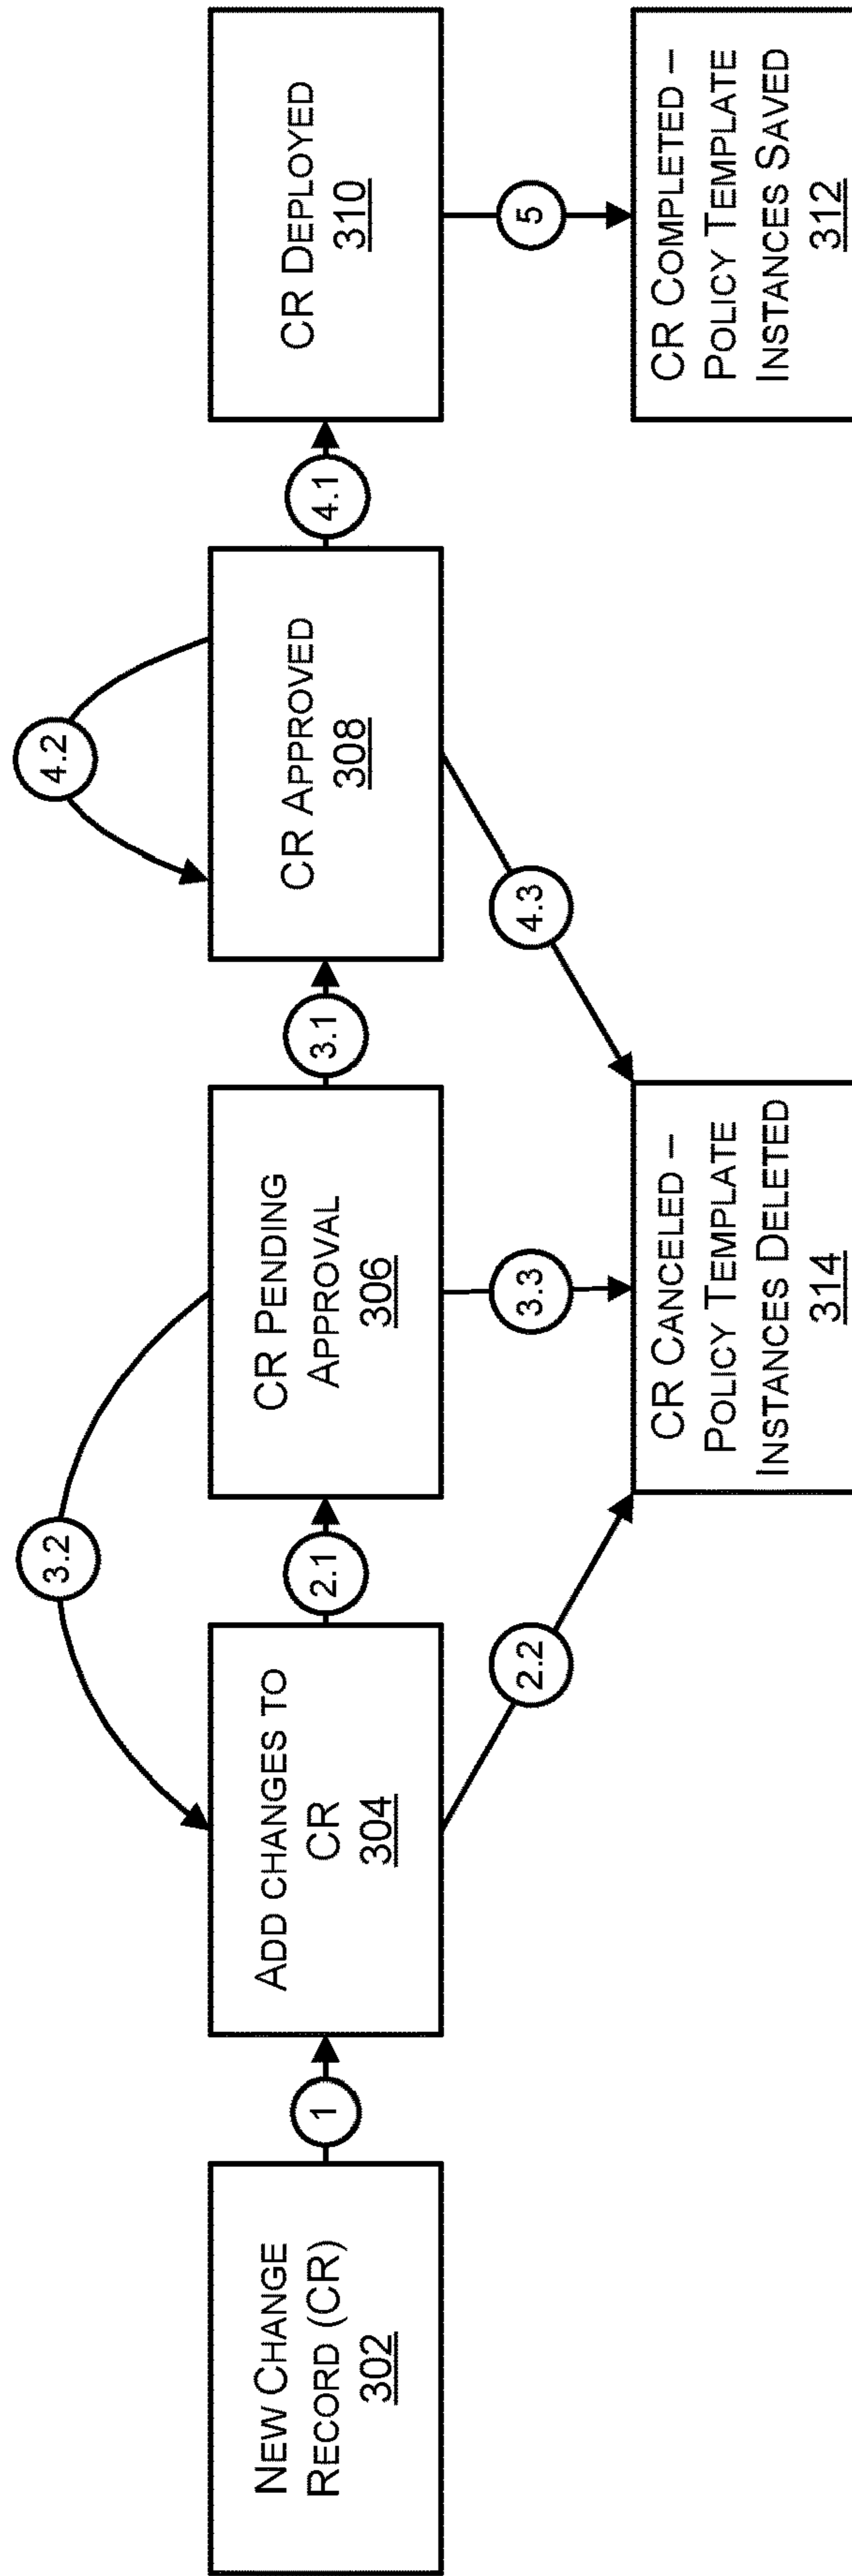 3.2
4.2
NEW CHANGE
RECORD (CR)
302
1
ADD CHANGES TO
CR
304
2.1
CR PENDING
APPROVAL
306
3.1
CR APPROVED
308
4.1
CR DEPLOYED
310
2.2
3.3
4.3
5
CR CANCELED –
POLICY TEMPLATE
INSTANCES DELETED
314
CR COMPLETED –
POLICY TEMPLATE
INSTANCES SAVED
312